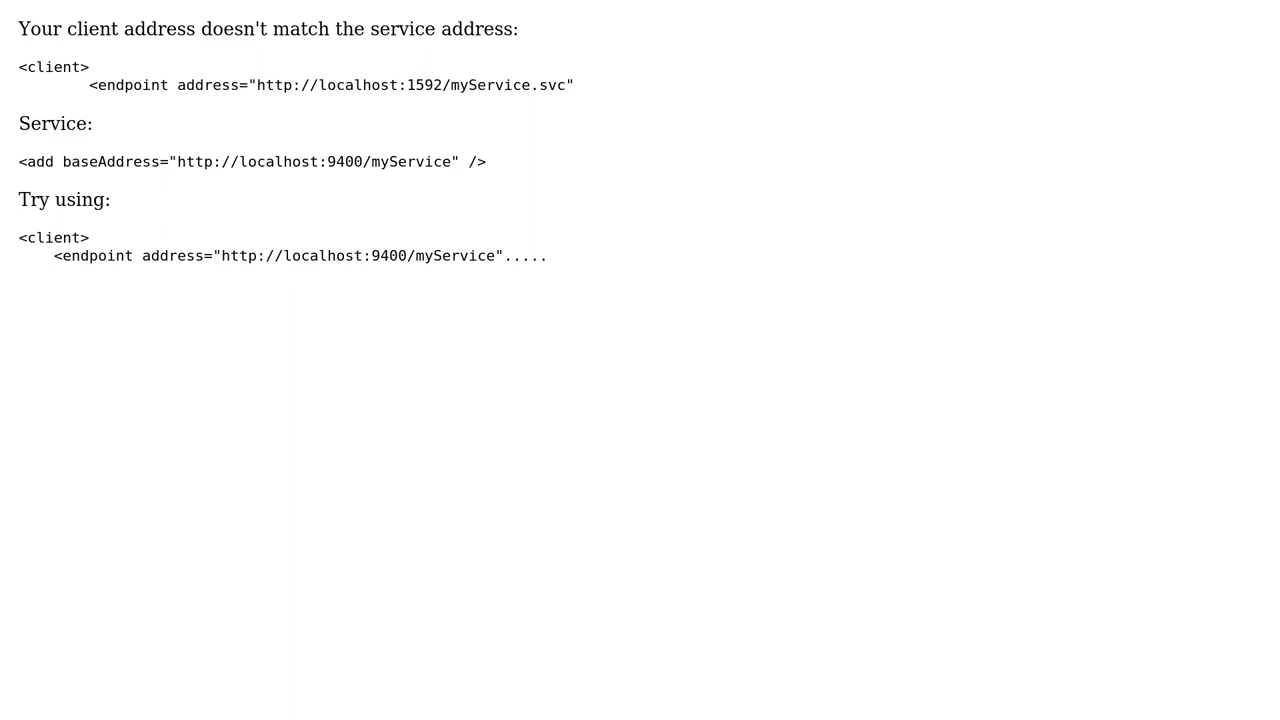 Your client address doesn't match the service address:
<client>
        <endpoint address="http://localhost:1592/myService.svc"
Service:
<add baseAddress="http://localhost:9400/myService" />
Try using:
<client>
    <endpoint address="http://localhost:9400/myService".....